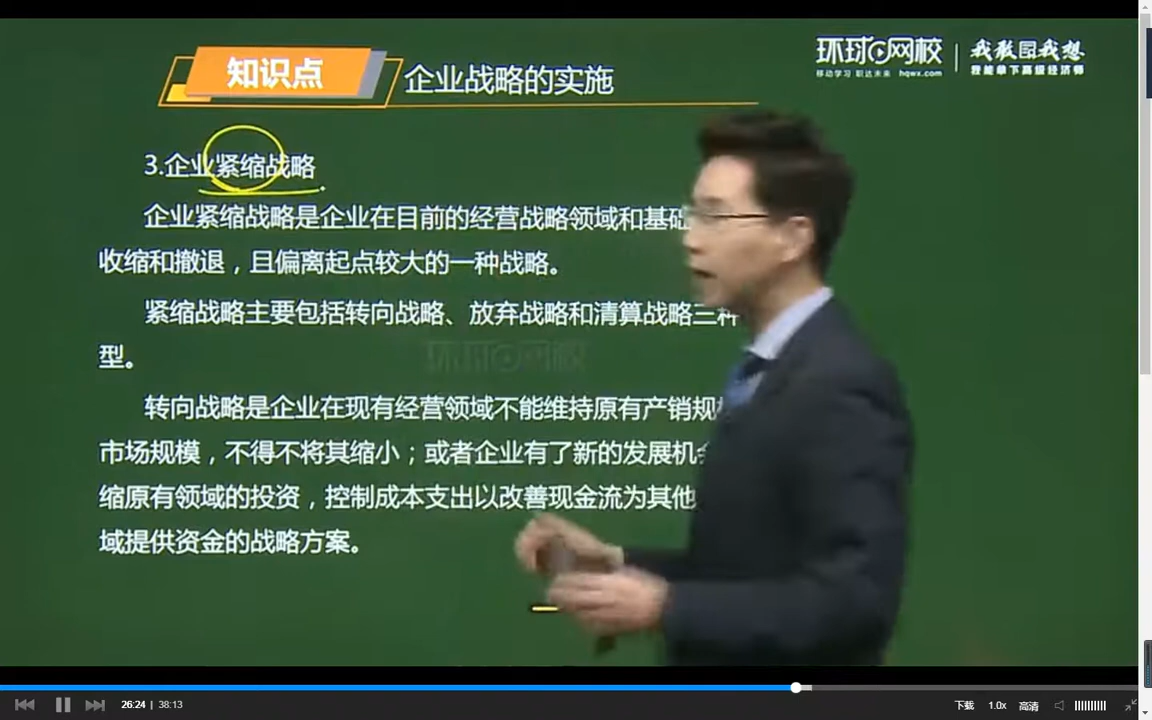 知识点
企业战略的实施
环球网校
移动学习 职达未来 hqwx.com
我敢固我想
我能拿下高级经济师
3.企业紧缩战略
企业紧缩战略是企业在目前的经营战略领域和基础
收缩和撤退，且偏离起点较大的一种战略。
紧缩战略主要包括转向战略、放弃战略和清算战略三种
型。
环球网校
转向战略是企业在现有经营领域不能维持原有产销规模
市场规模，不得不将其缩小；或者企业有了新的发展机会
缩原有领域的投资，控制成本支出以改善现金流为其他
域提供资金的战略方案。
26:24 | 38:13
下载
1.0x
高清